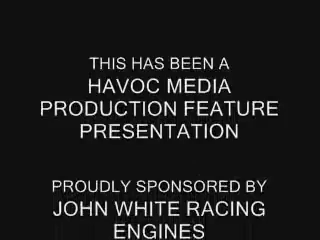 THIS HAS BEEN A
HAVOC MEDIA
PRODUCTION FEATURE
PRESENTATION
PROUDLY SPONSORED BY
JOHN WHITE RACING
ENGINES